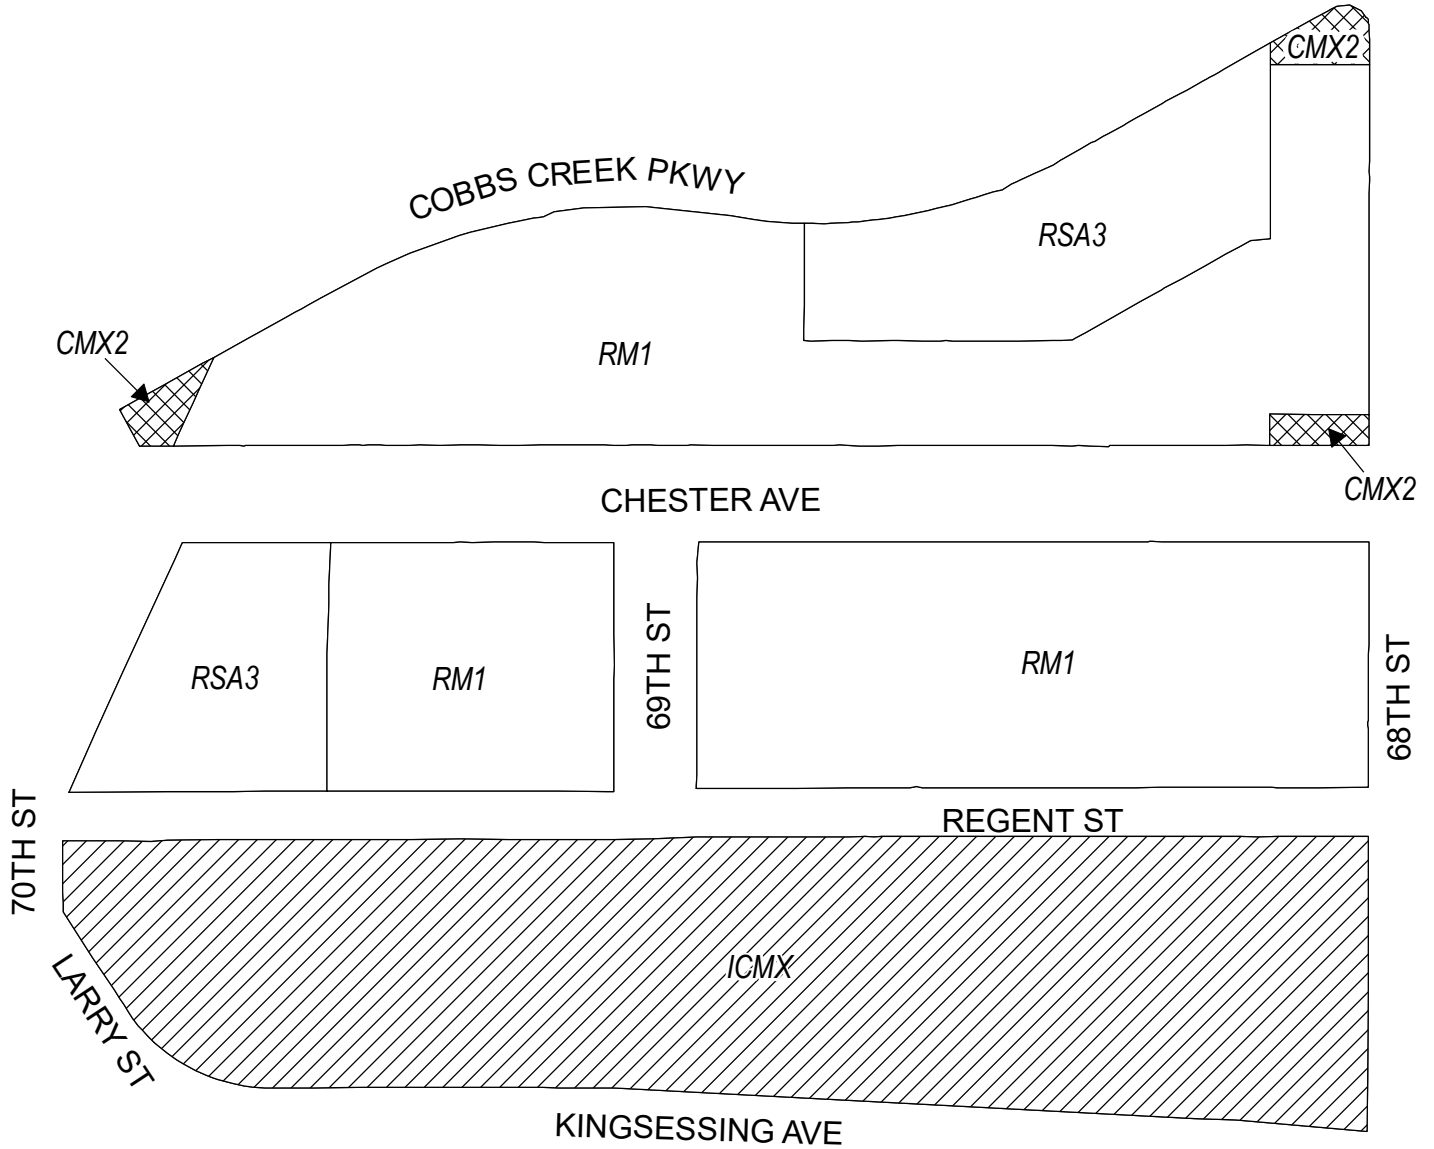 CMX2
COBBS CREEK PKWY
RSA3
CMX2
RM1
CMX2
CHESTER AVE
RSA3
RM1
69TH ST
RM1
68TH ST
70TH ST
REGENT ST
ICMX
LARRY ST
KINGSESSING AVE